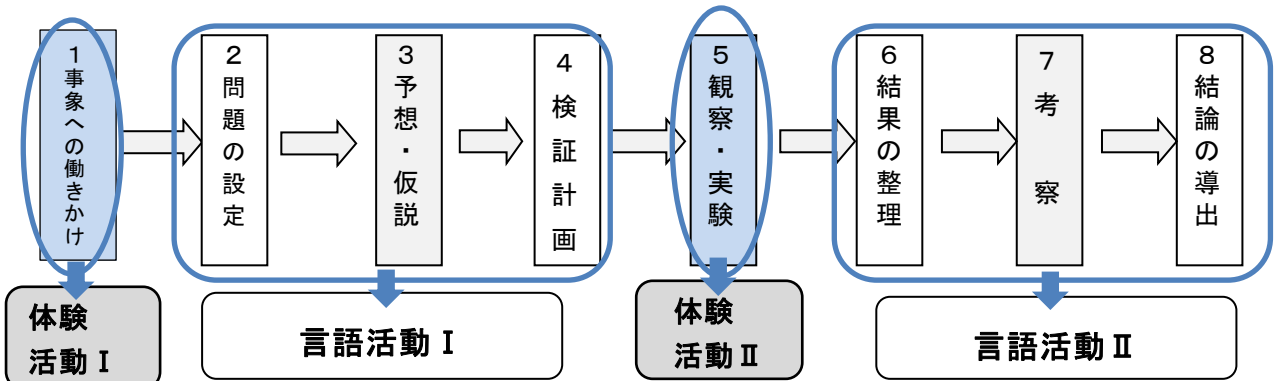 １事象への働きかけ
２問題の設定
３予想・仮説
４検証計画
５観察・実験
６結果の整理
７考察
８結論の導出
体験
活動Ⅰ
言語活動Ⅰ
体験
活動Ⅱ
言語活動Ⅱ